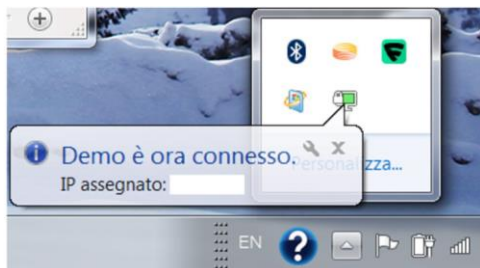 Demo è ora connesso.
IP assegnato:
Personalizza...
EN